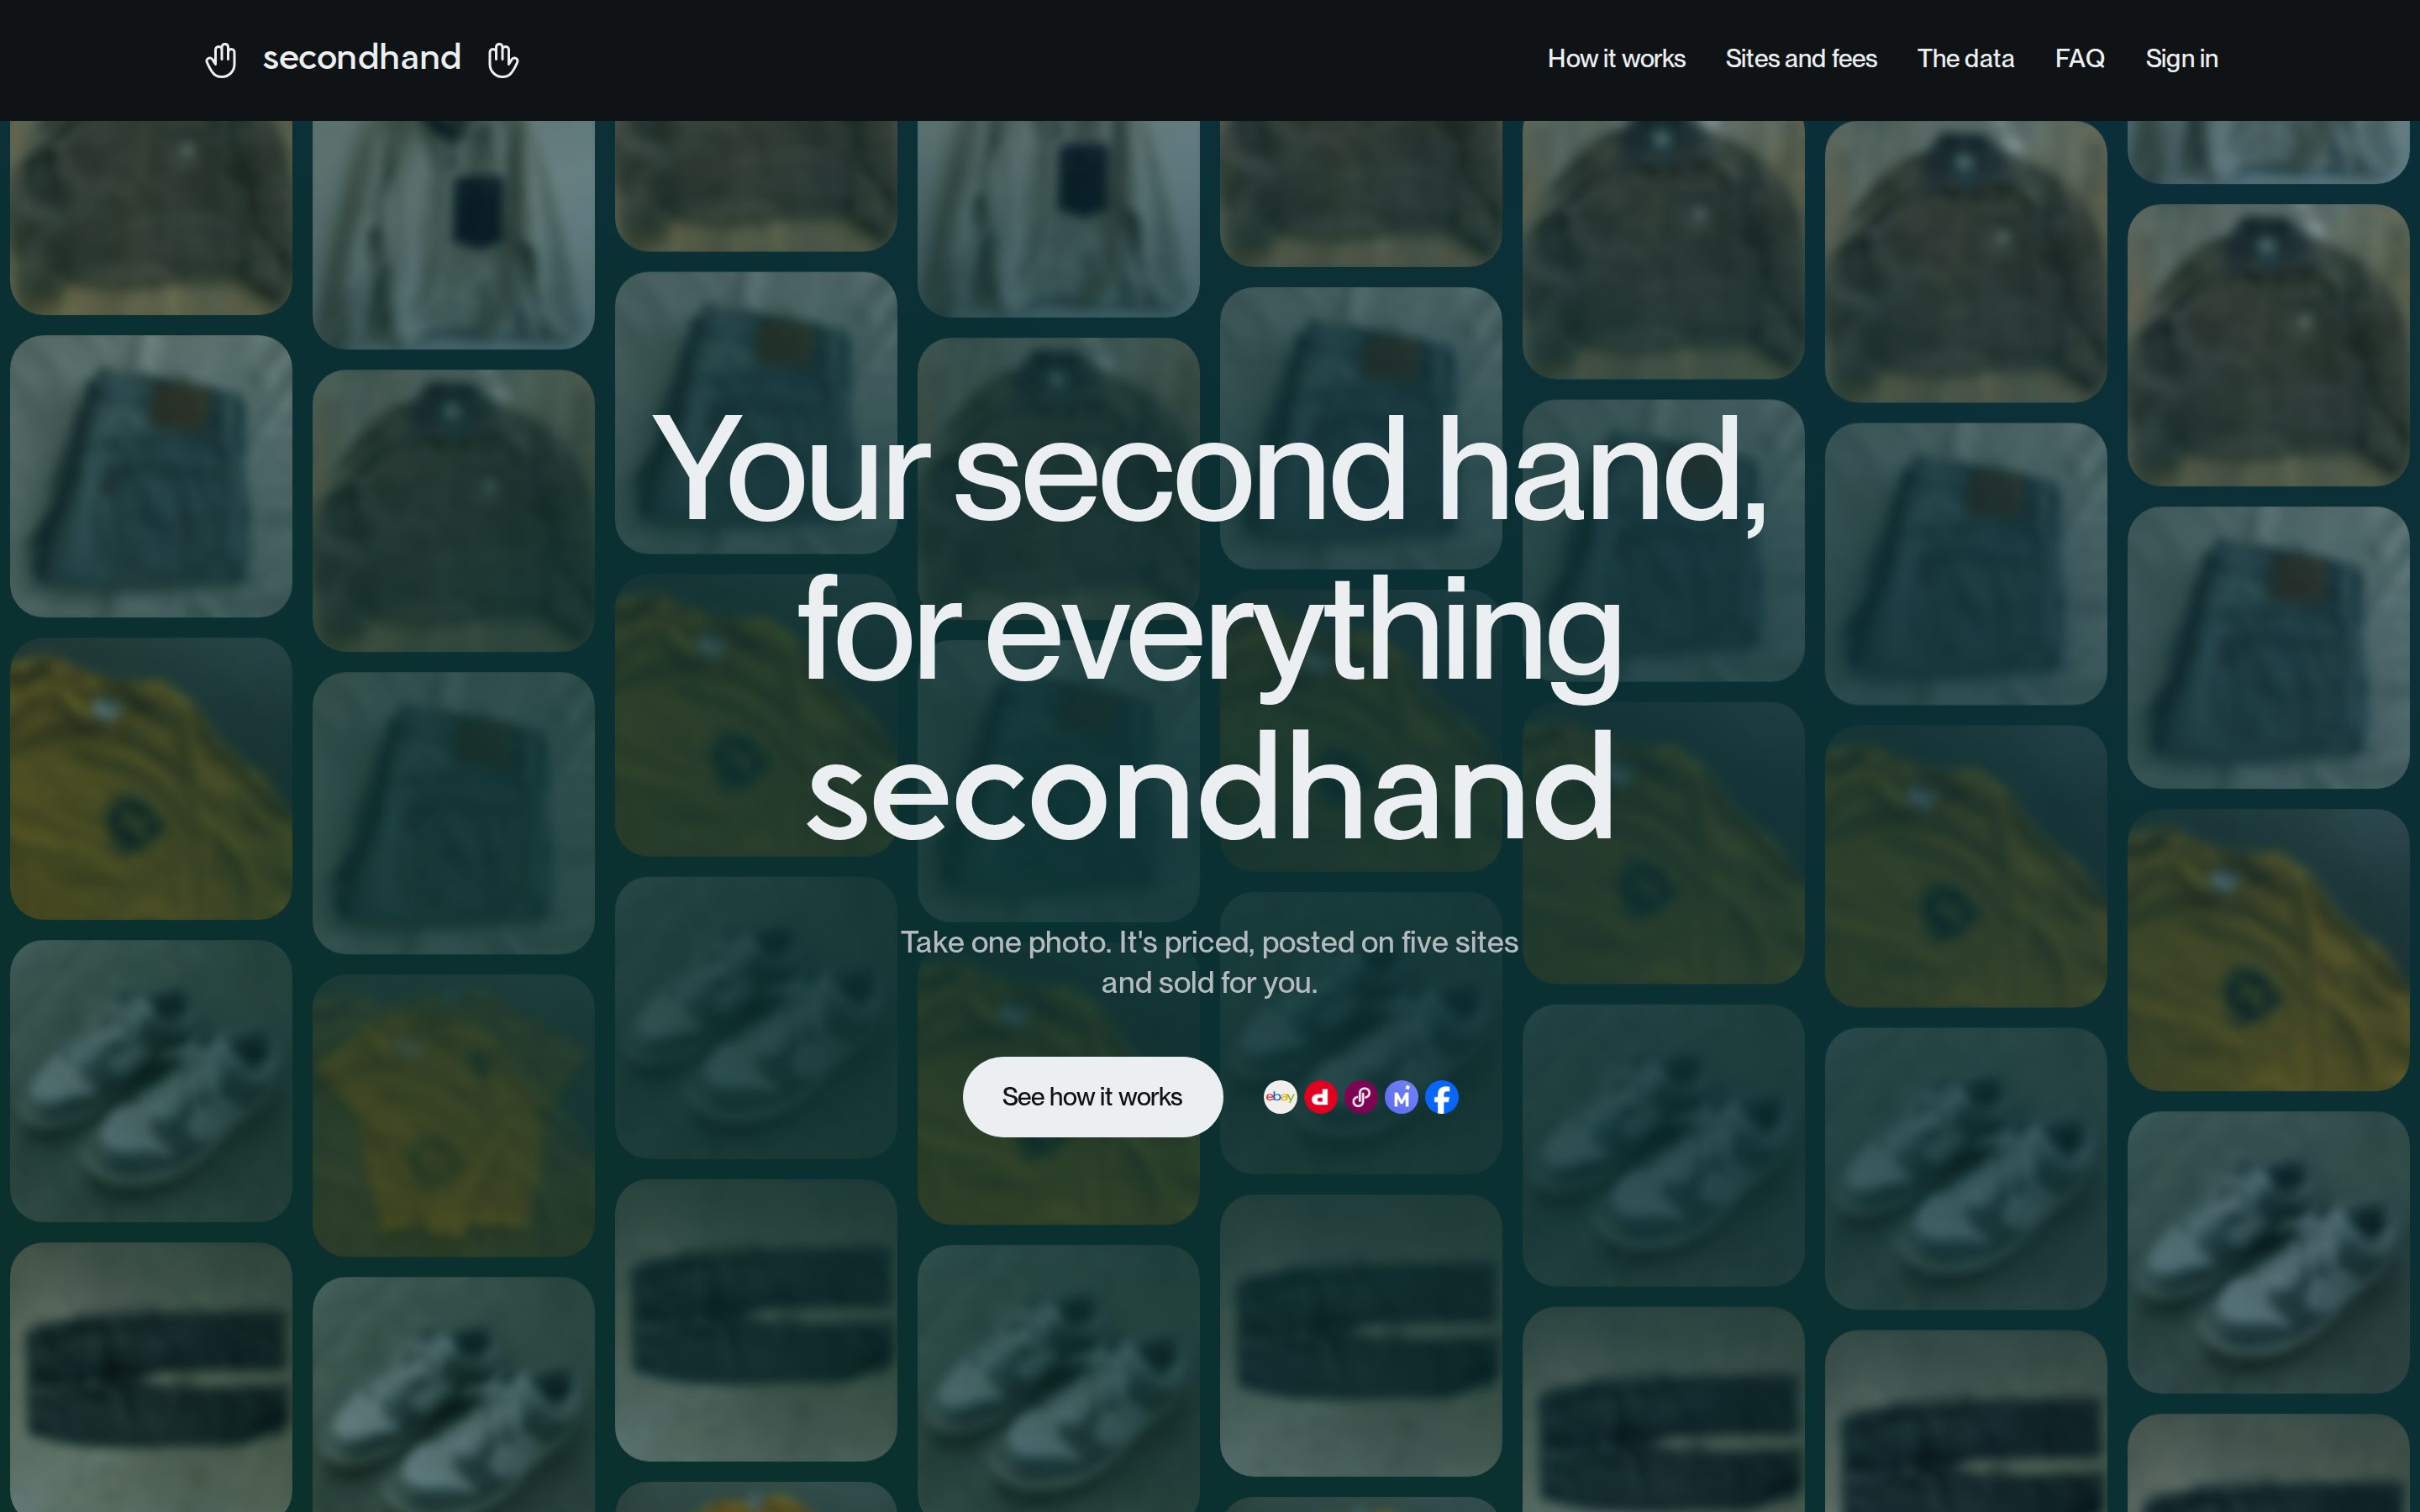 secondhand
How it works
Sites and fees
The data
FAQ
Sign in
Your second hand,
for everything
secondhand
Take one photo. It's priced, posted on five sites
and sold for you.
See how it works
ebay